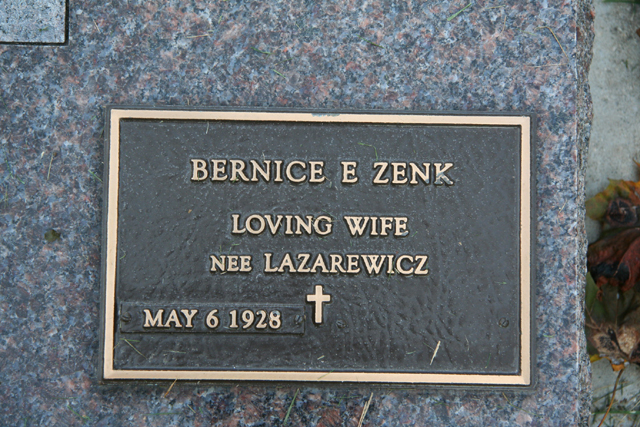 BERNICE E ZENK
LOVING WIFE
NEE LAZAREWICZ
MAY 6 1928